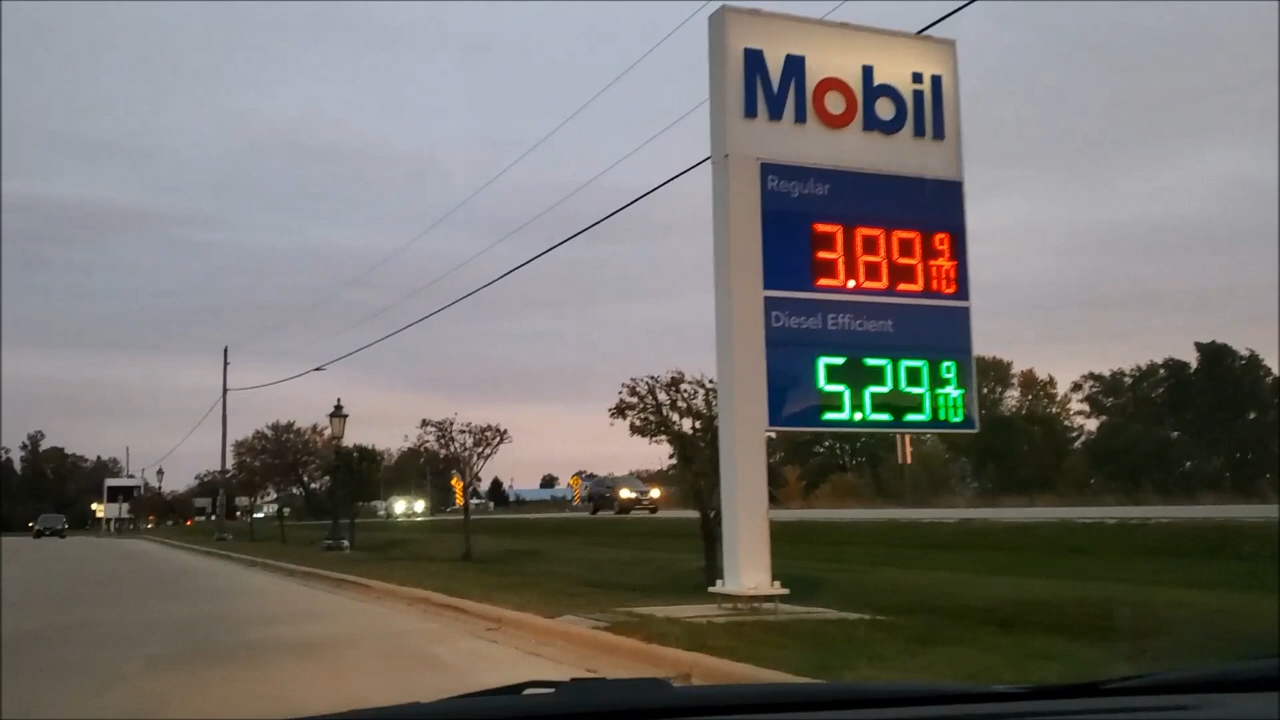 Mobil
Regular
3.89 9/10
Diesel Efficient
5.29 9/10